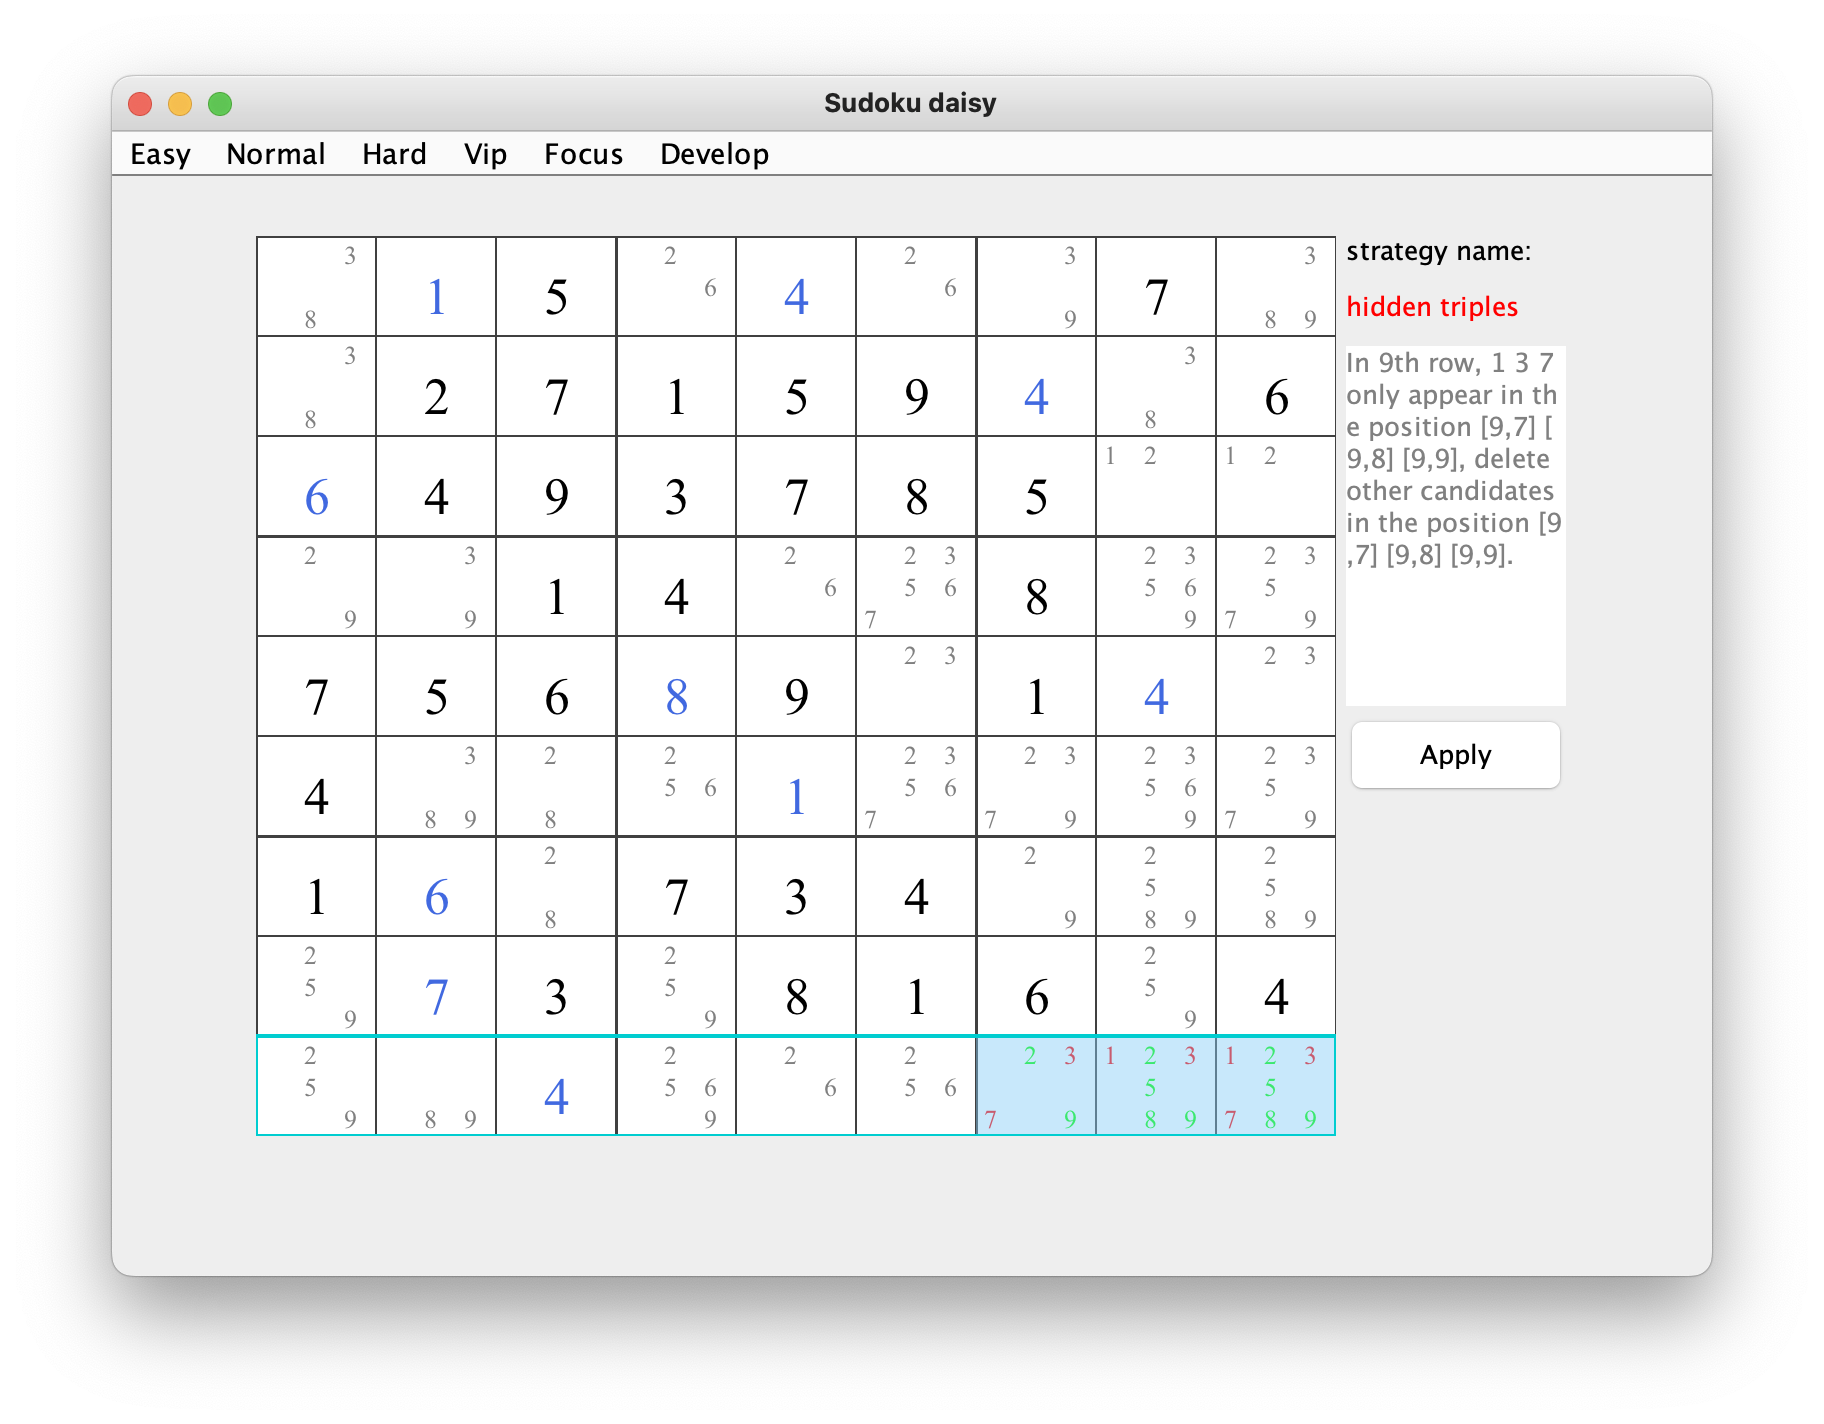 Sudoku daisy
Easy Normal Hard Vip Focus Develop
3 8 1 5 2 6 4 2 6 3 9 7 3 8 9
3 8 2 7 1 5 9 4 3 8 6
6 4 9 3 7 8 5 1 2 1 2
2 9 3 9 1 4 2 6 2 3 5 6 7 8 2 3 5 6 9 2 3 5 7 9
7 5 6 8 9 2 3 1 4 2 3
4 3 8 9 2 8 2 5 6 1 2 3 5 6 7 2 3 7 9 2 3 5 6 9 2 3 5 7 9
1 6 2 8 7 3 4 2 9 2 5 8 9 2 5 8 9
2 5 9 7 3 2 5 9 8 1 6 2 5 9 4
2 5 9 8 9 4 2 5 6 9 2 6 2 5 6 2 3 7 9 1 2 3 5 8 9 1 2 3 5 7 8 9
strategy name:
hidden triples
In 9th row, 1 3 7
only appear in th
e position [9,7] [
9,8] [9,9], delete
other candidates
in the position [9
,7] [9,8] [9,9].
Apply